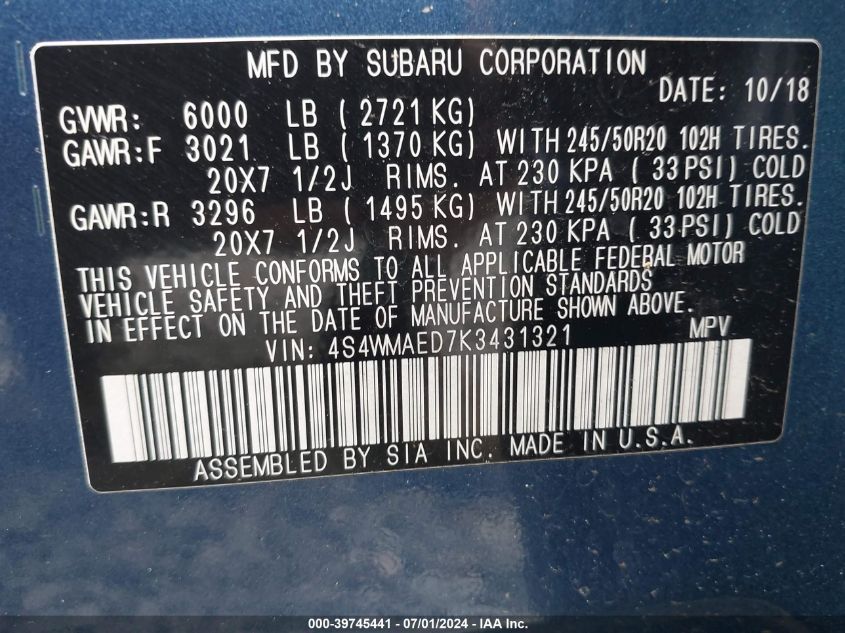 MFD BY SUBARU CORPORATION
DATE: 10/18
GVWR: 6000 LB ( 2721 KG)
GAWR:F 3021 LB ( 1370 KG) WITH 245/50R20 102H TIRES.
20X7 1/2J RIMS. AT 230 KPA ( 33 PSI) COLD
GAWR:R 3296 LB ( 1495 KG) WITH 245/50R20 102H TIRES.
20X7 1/2J RIMS. AT 230 KPA ( 33 PSI) COLD
THIS VEHICLE CONFORMS TO ALL APPLICABLE FEDERAL MOTOR
VEHICLE SAFETY AND THEFT PREVENTION STANDARDS
IN EFFECT ON THE DATE OF MANUFACTURE SHOWN ABOVE.
VIN: 4S4WMAED7K3431321 MPV
ASSEMBLED BY SIA INC. MADE IN U.S.A.
000-39745441 - 07/01/2024 - IAA Inc.